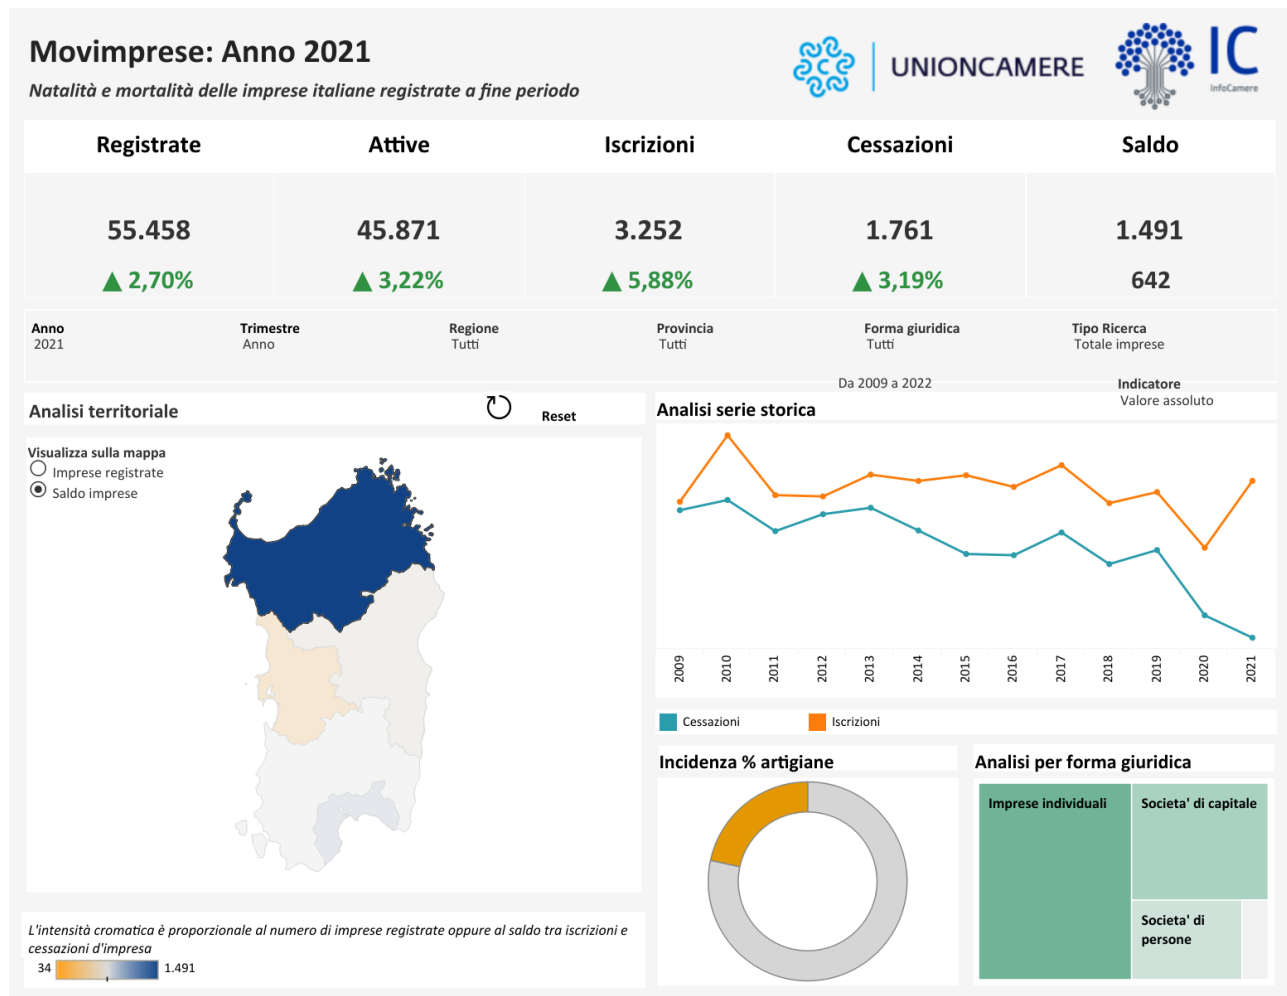 Movimprese: Anno 2021
Natalità e mortalità delle imprese italiane registrate a fine periodo
UNIONCAMERE
IC
InfoCamere
Registrate
Attive
Iscrizioni
Cessazioni
Saldo
55.458
45.871
3.252
1.761
1.491
▲ 2,70%
▲ 3,22%
▲ 5,88%
▲ 3,19%
642
Anno
2021
Trimestre
Anno
Regione
Tutti
Provincia
Tutti
Forma giuridica
Tutti
Tipo Ricerca
Totale imprese
Da 2009 a 2022
Indicatore
Valore assoluto
Analisi territoriale
Reset
Visualizza sulla mappa
Imprese registrate
Saldo imprese
L'intensità cromatica è proporzionale al numero di imprese registrate oppure al saldo tra iscrizioni e
cessazioni d'impresa
34
1.491
Analisi serie storica
2009
2010
2011
2012
2013
2014
2015
2016
2017
2018
2019
2020
2021
Cessazioni
Iscrizioni
Incidenza % artigiane
Analisi per forma giuridica
Imprese individuali
Societa' di capitale
Societa' di
persone